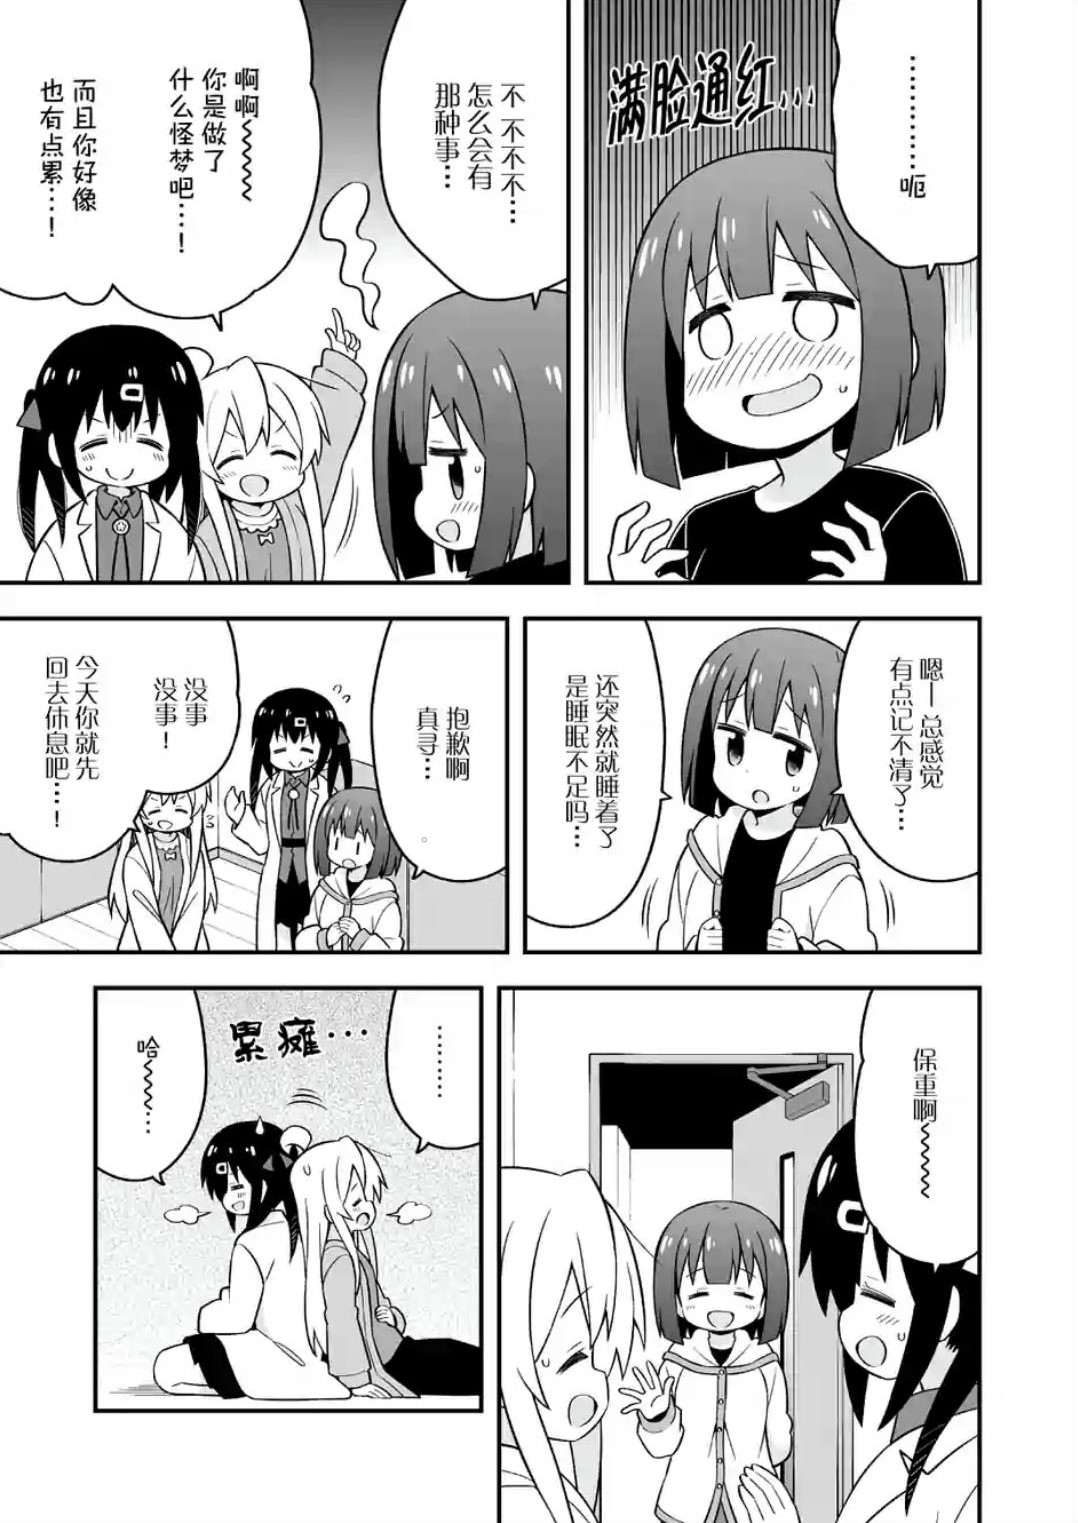 …………呃
满脸通红…
不 不不不…
怎么会有
那种事…
啊啊~~~~
你是做了
什么怪梦吧…！
而且你好像
也有点累…！
嗯—总感觉
有点记不清了…
还突然就睡着了
是睡眠不足吗…
抱歉啊
真寻…
没事
没事！
今天你就先
回去休息吧…！
保重啊~~~~
………
累瘫…
哈~~~~…